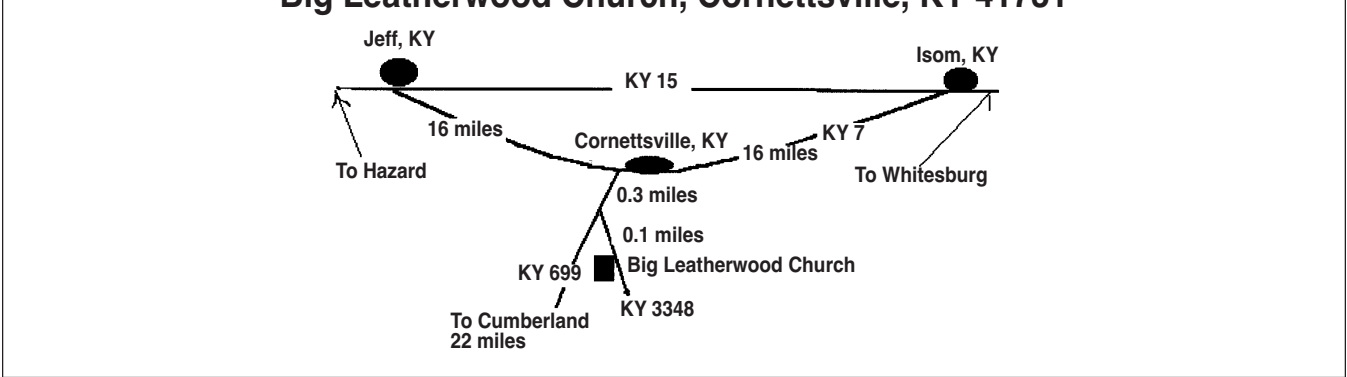 Big Leatherwood Church, Cornettsville, KY 41731
Jeff, KY
Isom, KY
KY 15
16 miles
Cornettsville, KY
KY 7
16 miles
To Hazard
To Whitesburg
0.3 miles
0.1 miles
KY 699
Big Leatherwood Church
KY 3348
To Cumberland
22 miles